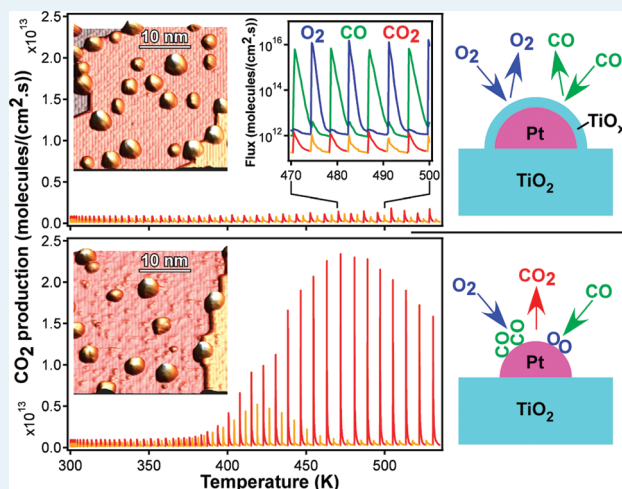 CO2 production (molecules/(cm2.s))
x10^13
2.5
2.0
1.5
1.0
0.5
0.0
10 nm
O2 CO CO2
Flux (molecules/(cm2.s)
10^16
10^14
10^12
470 480 490 500
O2 O2 CO CO
TiOx
Pt
TiO2
2.5
2.0
1.5
1.0
0.5
0.0
x10^13
10 nm
300 350 400 450 500
Temperature (K)
O2 CO2 CO
CO CO O O
Pt
TiO2